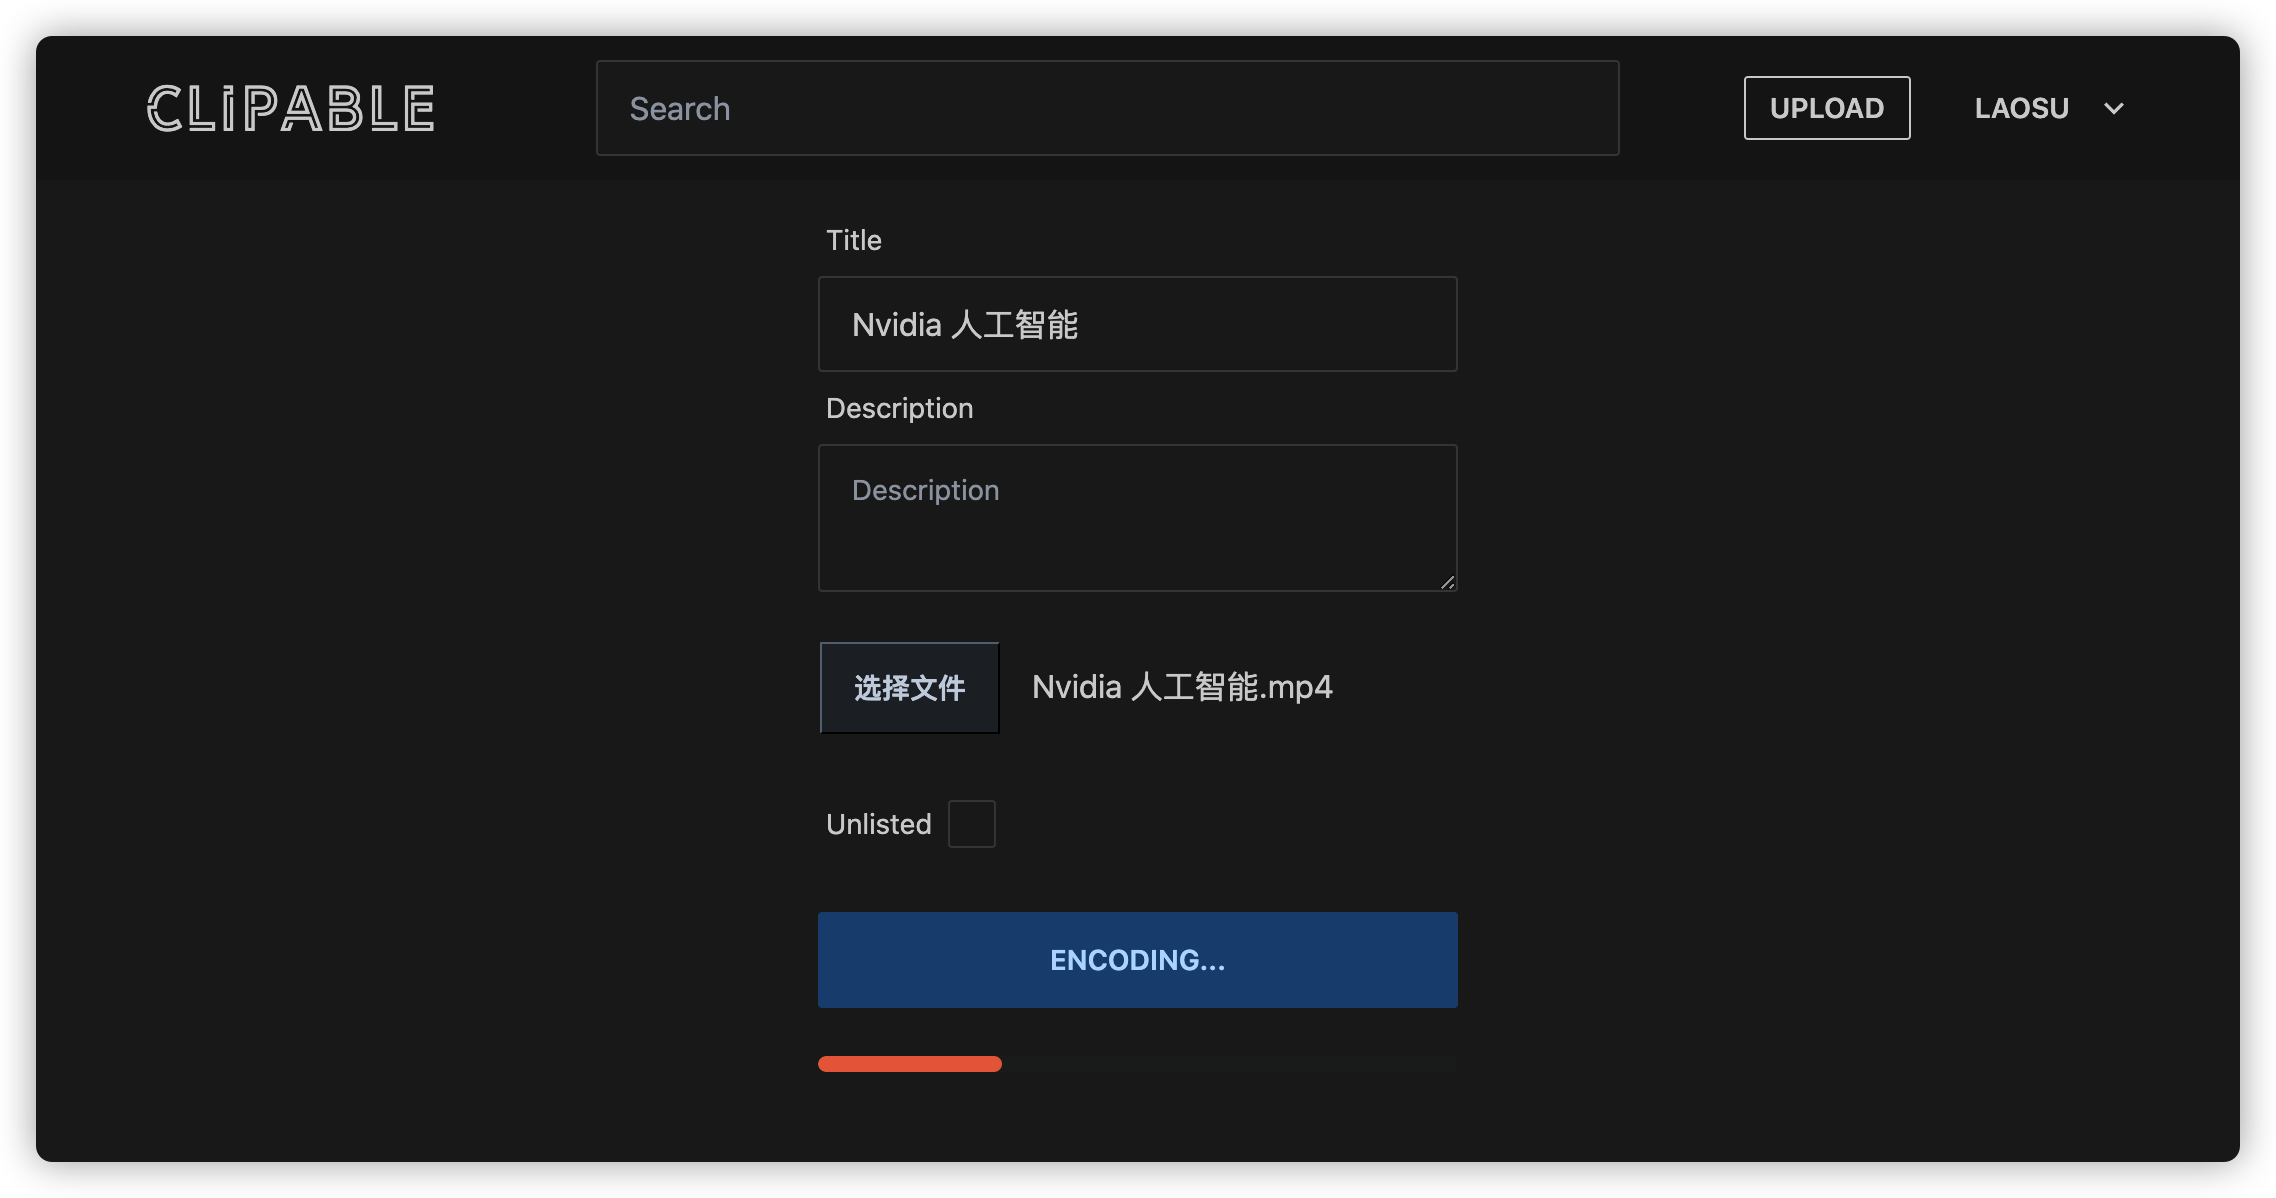 CLiPABLE
Search
UPLOAD
LAOSU
Title
Nvidia 人工智能
Description
Description
选择文件 Nvidia 人工智能.mp4
Unlisted
ENCODING...